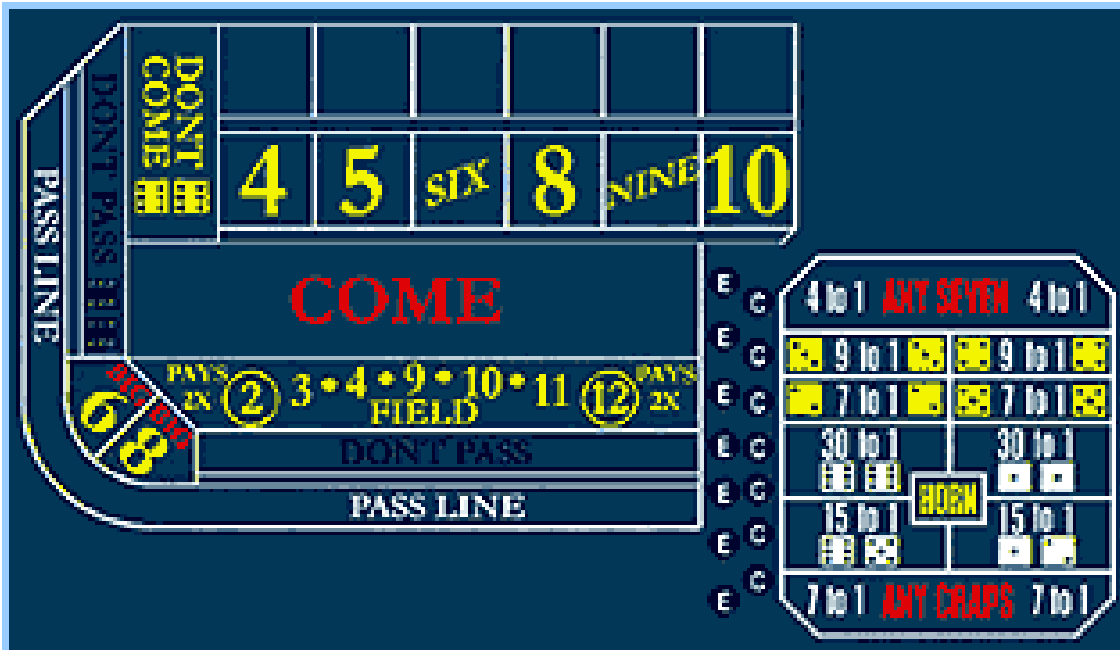 DONT COME
DONT PASS
PASS LINE
4 5 SIX 8 NINE 10
COME
PAYS 2X
2 3 • 4 • 9 • 10 • 11 12
PAYS 2X
FIELD
BIG 6
BIG 8
DONT PASS
PASS LINE
E C
E C
E C
E C
E C
E C
E C
4 to 1 ANY SEVEN 4 to 1
9 to 1 9 to 1
7 to 1 7 to 1
30 to 1 30 to 1
HORN
15 to 1 15 to 1
7 to 1 ANY CRAPS 7 to 1